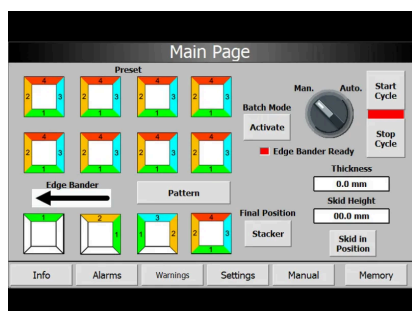 Main Page
Preset
4 4 4 4
2 3 2 3 2 3 2 3
1 1 1 1
4 4 4 4
2 3 2 3 2 3 2 3
1 1 1 1
Edge Bander
Pattern
1 2 3 4
1 1 2 2 3
1
Man. Auto.
Batch Mode
Activate
Start
Cycle
Stop
Cycle
Edge Bander Ready
Thickness
0.0 mm
Skid Height
00.0 mm
Final Position
Stacker
Skid in
Position
Info Alarms Warnings Settings Manual Memory